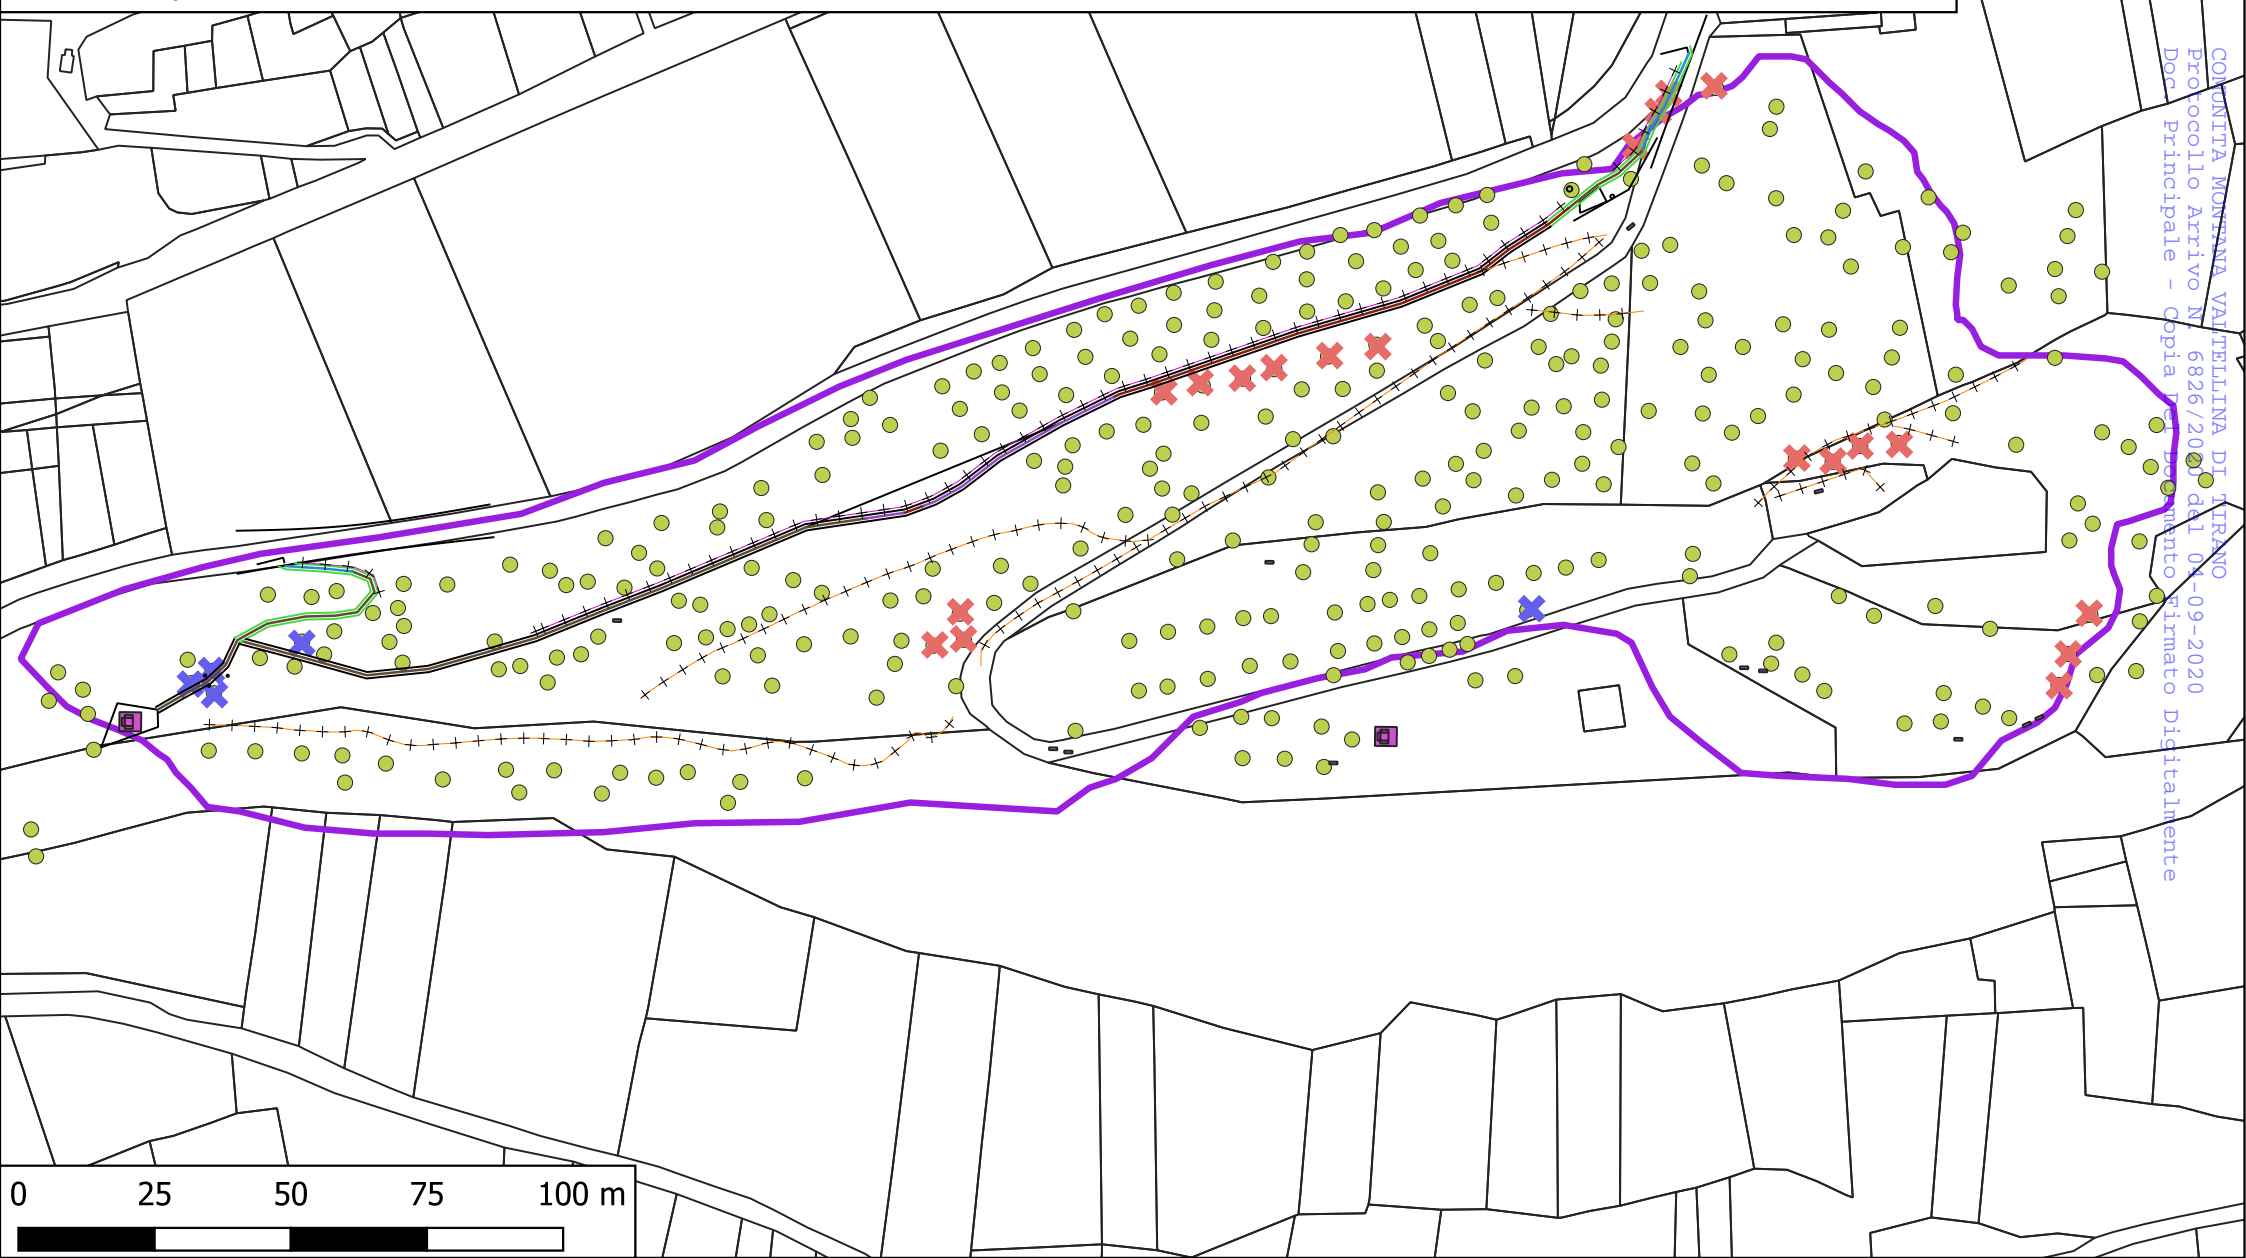 COMUNITA MONTANA VALTELLINA DI TIRANO
Protocollo Arrivo N. 6826/2020 del 04-09-2020
Doc. Principale - Copia Del Documento Firmato Digitalmente
0 25 50 75 100 m